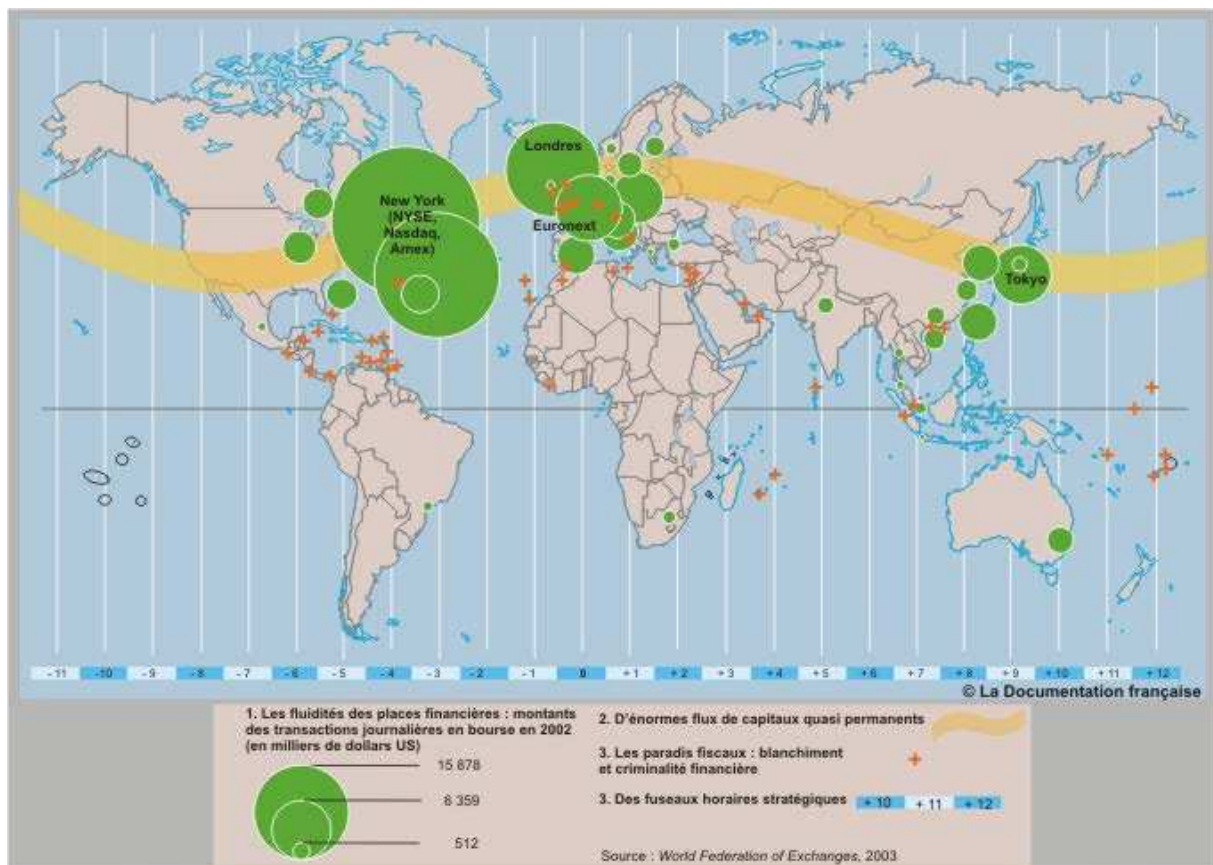 Londres
New York
(NYSE,
Nasdaq,
Amex)
Euronext
Tokyo
- 11 - 10 - 9 - 8 - 7 - 6 - 5 - 4 - 3 - 2 - 1 0 + 1 + 2 + 3 + 4 + 5 + 6 + 7 + 8 + 9 + 10 + 11 + 12
© La Documentation française
1. Les fluidités des places financières : montants
des transactions journalières en bourse en 2002
(en milliers de dollars US)
15 878
8 359
512
2. D'énormes flux de capitaux quasi permanents
3. Les paradis fiscaux : blanchiment
et criminalité financière
3. Des fuseaux horaires stratégiques + 10 + 11 + 12
Source : World Federation of Exchanges, 2003